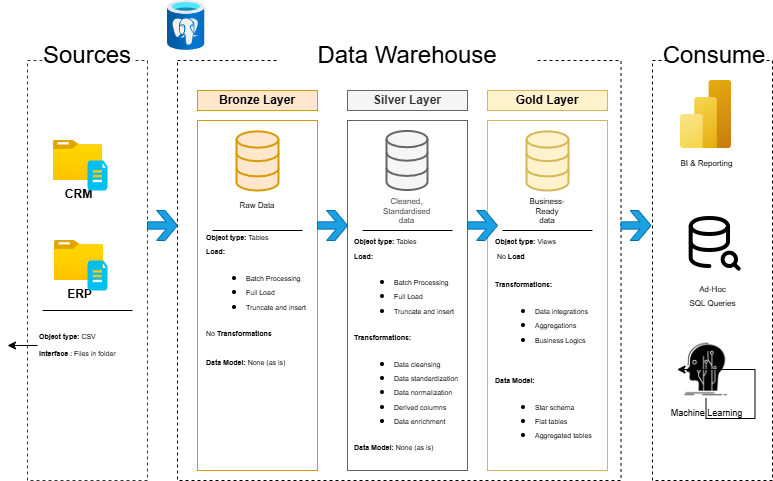 Sources
Data Warehouse
Consume
CRM
ERP
Object type: CSV
Interface : Files in folder
Bronze Layer
Raw Data
Object type: Tables
Load:
Batch Processing
Full Load
Truncate and insert
No Transformations
Data Model: None (as is)
Silver Layer
Cleaned,
Standardised
data
Object type: Tables
Load:
Batch Processing
Full Load
Truncate and insert
Transformations:
Data cleansing
Data standardization
Data normalization
Derived columns
Data enrichment
Data Model: None (as is)
Gold Layer
Business-
Ready
data
Object type: Views
No Load
Transformations:
Data integrations
Aggregations
Business Logics
Data Model:
Star schema
Flat tables
Aggregated tables
BI & Reporting
Ad-Hoc
SQL Queries
Machine Learning